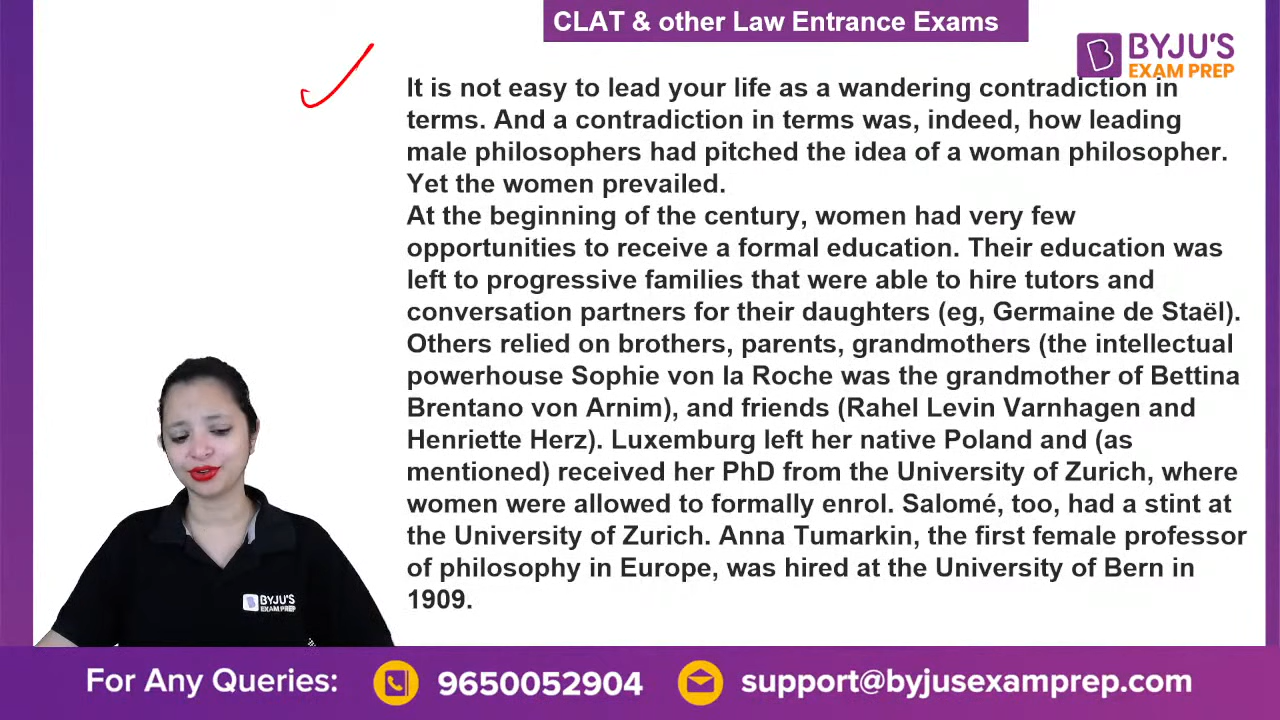 CLAT & other Law Entrance Exams
BYJU'S
EXAM PREP
It is not easy to lead your life as a wandering contradiction in
terms. And a contradiction in terms was, indeed, how leading
male philosophers had pitched the idea of a woman philosopher.
Yet the women prevailed.
At the beginning of the century, women had very few
opportunities to receive a formal education. Their education was
left to progressive families that were able to hire tutors and
conversation partners for their daughters (eg, Germaine de Staël).
Others relied on brothers, parents, grandmothers (the intellectual
powerhouse Sophie von la Roche was the grandmother of Bettina
Brentano von Arnim), and friends (Rahel Levin Varnhagen and
Henriette Herz). Luxemburg left her native Poland and (as
mentioned) received her PhD from the University of Zurich, where
women were allowed to formally enrol. Salomé, too, had a stint at
the University of Zurich. Anna Tumarkin, the first female professor
of philosophy in Europe, was hired at the University of Bern in
1909.
BYJU'S
EXAM PREP
For Any Queries: 9650052904 support@byjusexamprep.com